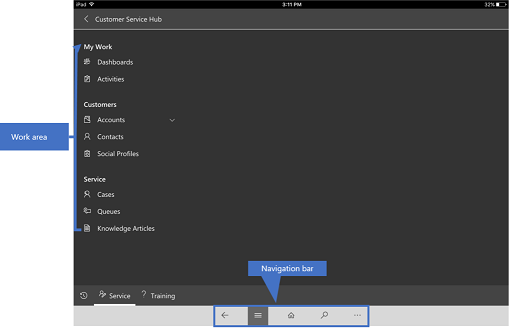 iPad 3:11 PM 32%
Customer Service Hub
My Work
Dashboards
Activities
Customers
Accounts
Contacts
Work area
Social Profiles
Service
Cases
Queues
Knowledge Articles
Navigation bar
Service ? Training